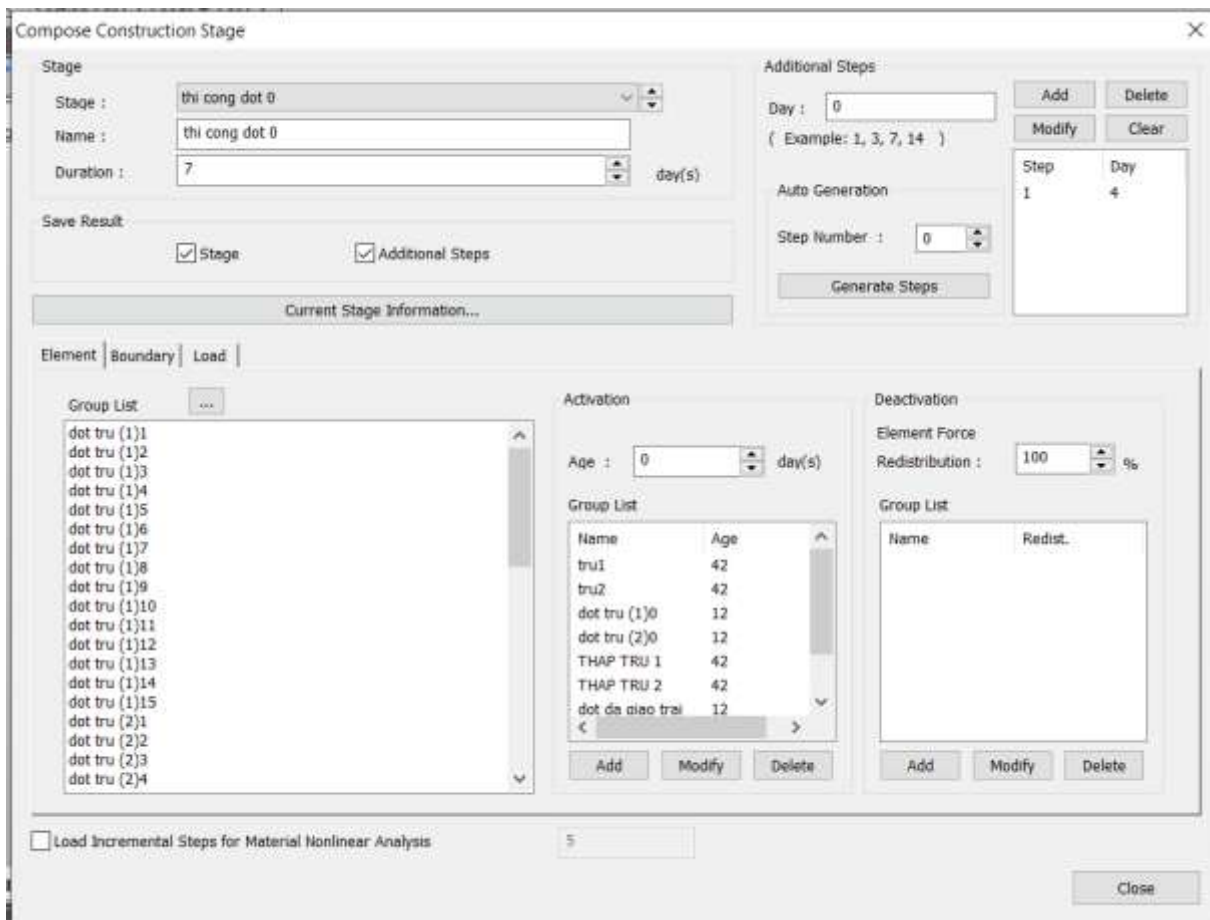 Compose Construction Stage
Stage
Stage : thi cong dot 0
Name : thi cong dot 0
Duration : 7 day(s)
Save Result
Stage Additional Steps
Current Stage Information...
Additional Steps
Day : 0
( Example: 1, 3, 7, 14 )
Auto Generation
Step Number : 0
Generate Steps
Add Delete
Modify Clear
Step Day
1 4
Element Boundary Load
Group List ...
dot tru (1)1
dot tru (1)2
dot tru (1)3
dot tru (1)4
dot tru (1)5
dot tru (1)6
dot tru (1)7
dot tru (1)8
dot tru (1)9
dot tru (1)10
dot tru (1)11
dot tru (1)12
dot tru (1)13
dot tru (1)14
dot tru (1)15
dot tru (2)1
dot tru (2)2
dot tru (2)3
dot tru (2)4
Activation
Age : 0 day(s)
Group List
Name Age
tru1 42
tru2 42
dot tru (1)0 12
dot tru (2)0 12
THAP TRU 1 42
THAP TRU 2 42
dot da giao trai 12
Add Modify Delete
Deactivation
Element Force
Redistribution : 100 %
Group List
Name Redist.
Add Modify Delete
Load Incremental Steps for Material Nonlinear Analysis 5
Close